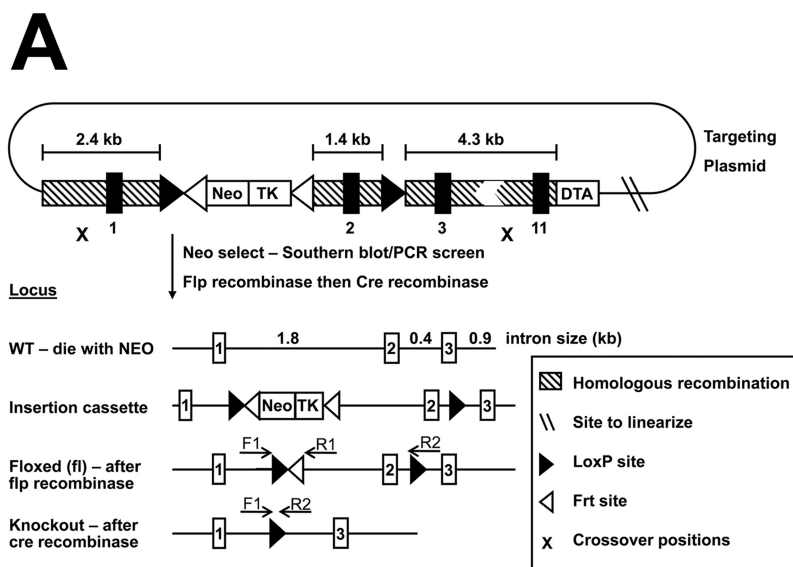 A
2.4 kb 1.4 kb 4.3 kb
Targeting
Plasmid
Neo TK DTA
1 2 3 11
X X
Neo select – Southern blot/PCR screen
Flp recombinase then Cre recombinase
Locus
WT – die with NEO 1 1.8 2 0.4 3 0.9 intron size (kb)
Insertion cassette 1 Neo TK 2 3
Floxed (fl) – after
flp recombinase
F1 R1 R2
1 2 3
Knockout – after
cre recombinase
F1 R2
1 3
Homologous recombination
Site to linearize
LoxP site
Frt site
X Crossover positions